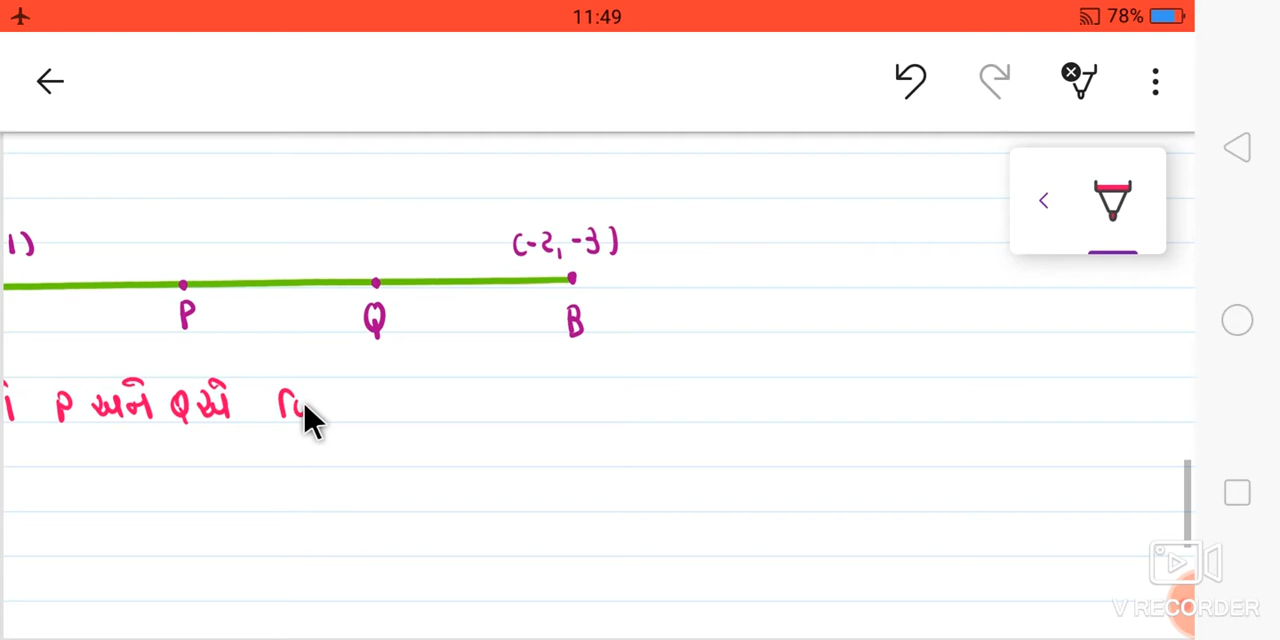 11:49 78%
1) (-2, -3)
P Q B
P અને Q થી
V RECORDER